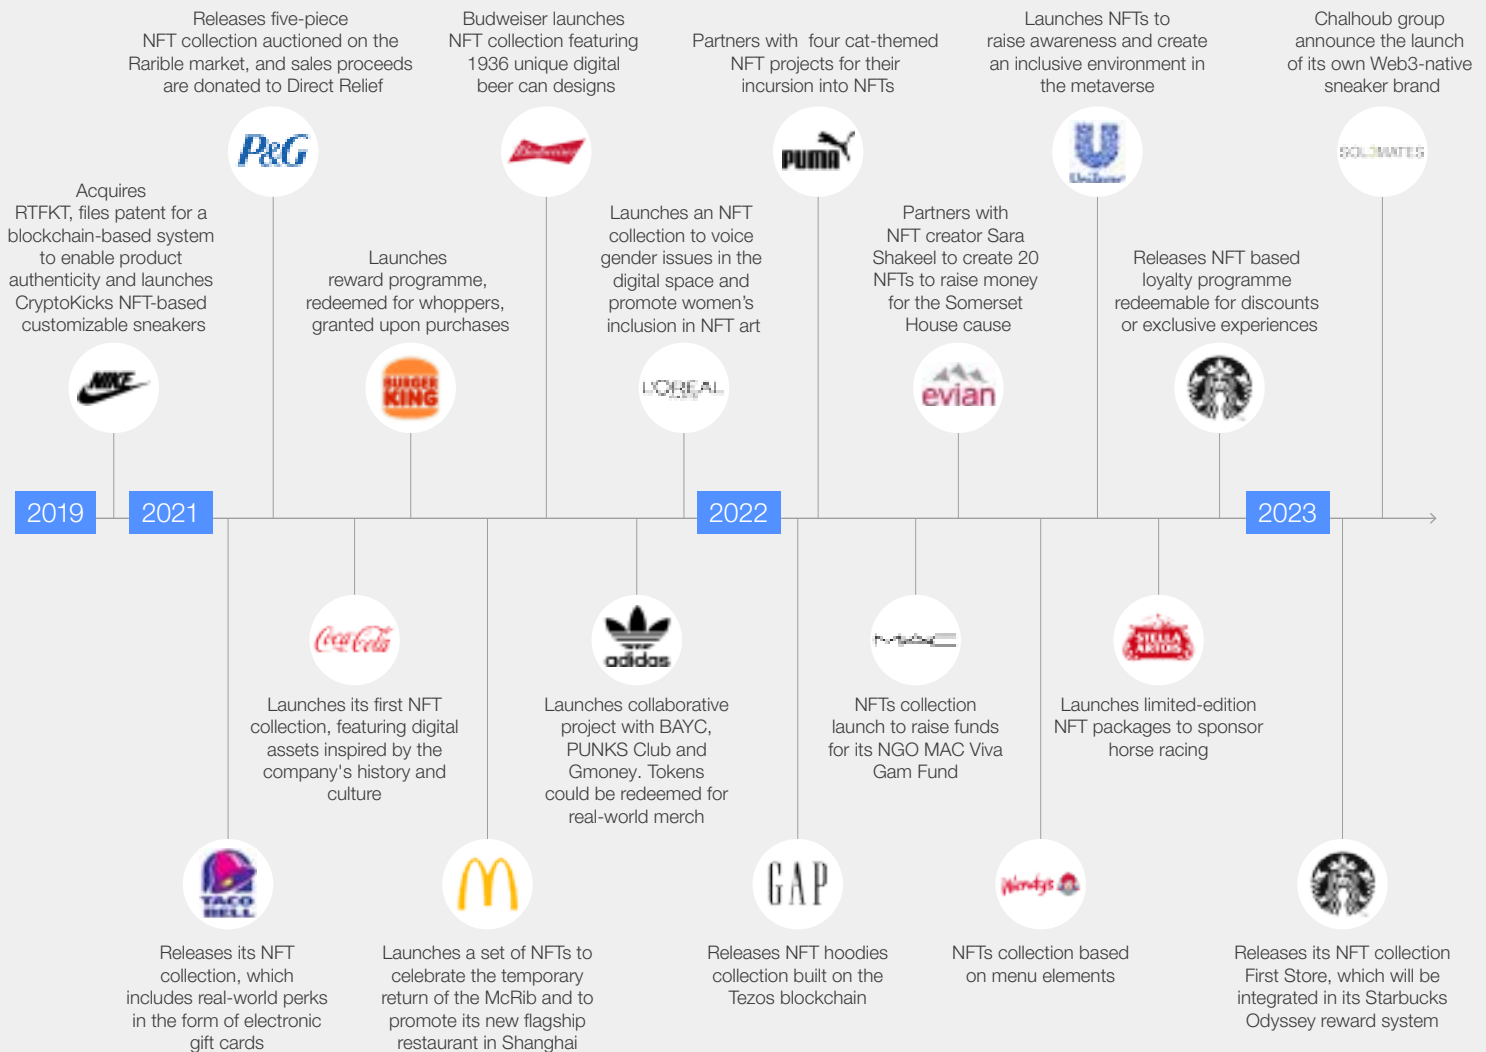 Releases five-piece
NFT collection auctioned on the
Rarible market, and sales proceeds
are donated to Direct Relief
P&G
Budweiser launches
NFT collection featuring
1936 unique digital
beer can designs
Budweiser
Partners with four cat-themed
NFT projects for their
incursion into NFTs
PUMA
Launches NFTs to
raise awareness and create
an inclusive environment in
the metaverse
Unilever
Chalhoub group
announce the launch
of its own Web3-native
sneaker brand
SOL3MATES
Acquires
RTFKT, files patent for a
blockchain-based system
to enable product
authenticity and launches
CryptoKicks NFT-based
customizable sneakers
NIKE
Launches
reward programme,
redeemed for whoppers,
granted upon purchases
BURGER
KING
Launches an NFT
collection to voice
gender issues in the
digital space and
promote women's
inclusion in NFT art
L'ORÉAL
Partners with
NFT creator Sara
Shakeel to create 20
NFTs to raise money
for the Somerset
House cause
evian
Releases NFT based
loyalty programme
redeemable for discounts
or exclusive experiences
2019
2021
2022
2023
Coca Cola
Launches its first NFT
collection, featuring digital
assets inspired by the
company's history and
culture
adidas
Launches collaborative
project with BAYC,
PUNKS Club and
Gmoney. Tokens
could be redeemed for
real-world merch
MAC
NFTs collection
launch to raise funds
for its NGO MAC Viva
Gam Fund
STELLA
ARTOIS
Launches limited-edition
NFT packages to sponsor
horse racing
TACO
BELL
Releases its NFT
collection, which
includes real-world perks
in the form of electronic
gift cards
Launches a set of NFTs to
celebrate the temporary
return of the McRib and to
promote its new flagship
restaurant in Shanghai
GAP
Releases NFT hoodies
collection built on the
Tezos blockchain
Wendy's
NFTs collection based
on menu elements
Releases its NFT collection
First Store, which will be
integrated in its Starbucks
Odyssey reward system